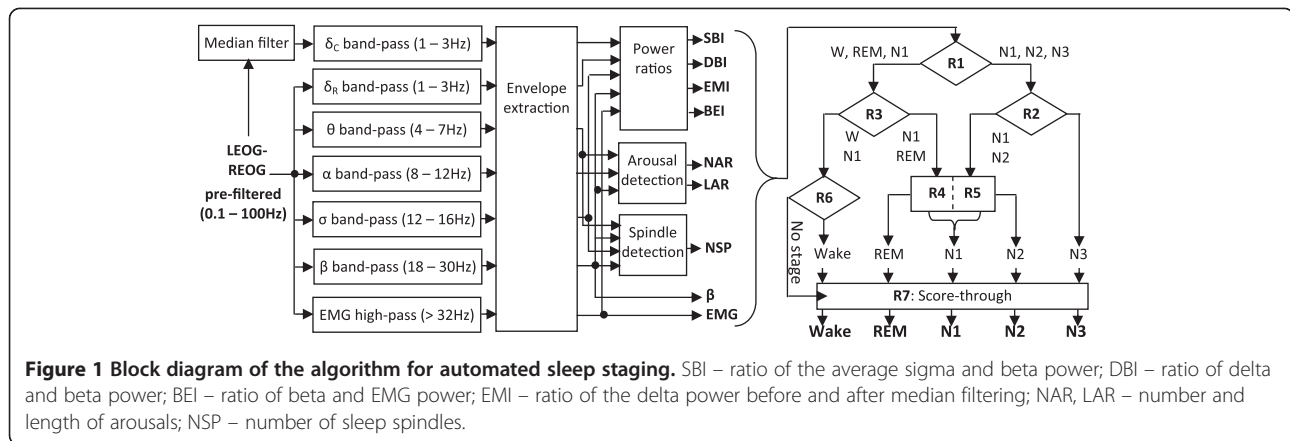 Median filter
δC band-pass (1 – 3Hz)
δR band-pass (1 – 3Hz)
θ band-pass (4 – 7Hz)
α band-pass (8 – 12Hz)
σ band-pass (12 – 16Hz)
β band-pass (18 – 30Hz)
EMG high-pass (> 32Hz)
LEOG-
REOG
pre-filtered
(0.1 – 100Hz)
Envelope
extraction
Power
ratios
Arousal
detection
Spindle
detection
SBI
DBI
EMI
BEI
NAR
LAR
NSP
β
EMG
W, REM, N1
R1
N1, N2, N3
R3
R2
W
N1
N1
REM
N1
N2
R6
R4
R5
No stage
Wake
REM
N1
N2
N3
R7: Score-through
Wake
REM
N1
N2
N3
Figure 1 Block diagram of the algorithm for automated sleep staging. SBI – ratio of the average sigma and beta power; DBI – ratio of delta
and beta power; BEI – ratio of beta and EMG power; EMI – ratio of the delta power before and after median filtering; NAR, LAR – number and
length of arousals; NSP – number of sleep spindles.